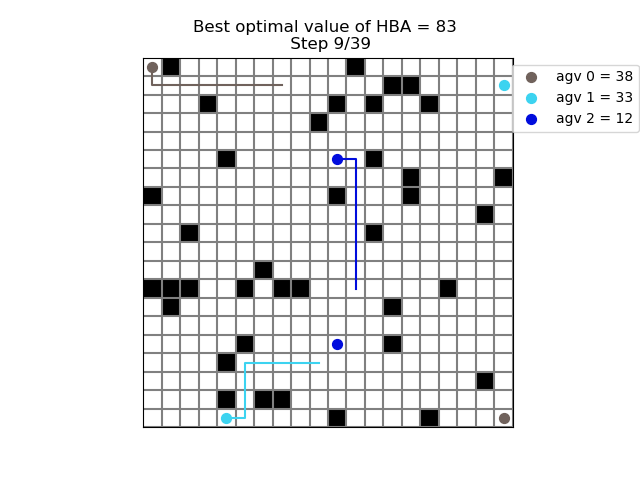 Best optimal value of HBA = 83
Step 9/39
agv 0 = 38
agv 1 = 33
agv 2 = 12